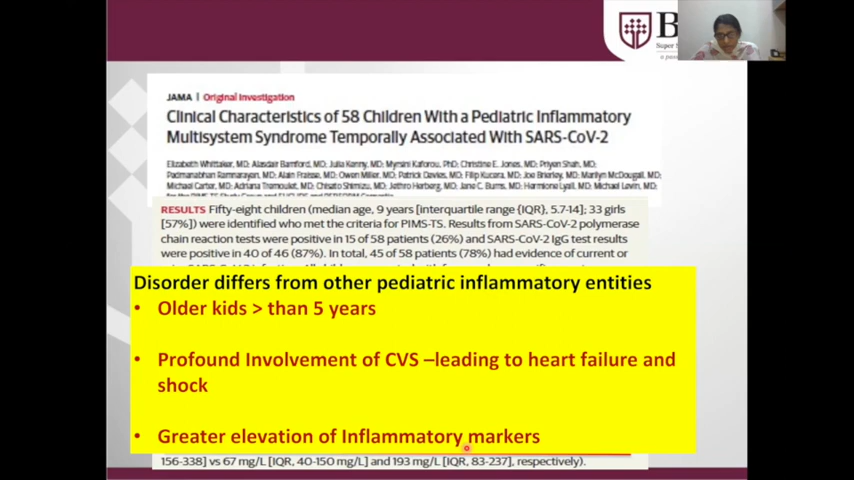 B
Super S
a pass
JAMA | Original Investigation
Clinical Characteristics of 58 Children With a Pediatric Inflammatory
Multisystem Syndrome Temporally Associated With SARS-CoV-2
Elizabeth Whittaker, MD; Alasdair Bamford, MD; Julia Kenny, MD; Myrsini Kaforou, PhD; Christine E. Jones, MD; Priyen Shah, MD;
Padmanabhan Ramnarayan, MD; Alain Fraisse, MD; Owen Miller, MD; Patrick Davies, MD; Filip Kucera, MD; Joe Brierley, MD; Marilyn McDougall, MD;
Michael Carter, MD; Adriana Tremoulet, MD; Chisato Shimizu, MD; Jethro Herberg, MD; Jane C. Burns, MD; Hermione Lyall, MD; Michael Levin, MD;
RESULTS Fifty-eight children (median age, 9 years [interquartile range {IQR}, 5.7-14]; 33 girls
[57%]) were identified who met the criteria for PIMS-TS. Results from SARS-CoV-2 polymerase
chain reaction tests were positive in 15 of 58 patients (26%) and SARS-CoV-2 IgG test results
were positive in 40 of 46 (87%). In total, 45 of 58 patients (78%) had evidence of current or
Disorder differs from other pediatric inflammatory entities
• Older kids > than 5 years
• Profound Involvement of CVS –leading to heart failure and
shock
• Greater elevation of Inflammatory markers
156-338] vs 67 mg/L [IQR, 40-150 mg/L] and 193 mg/L [IQR, 83-237], respectively).